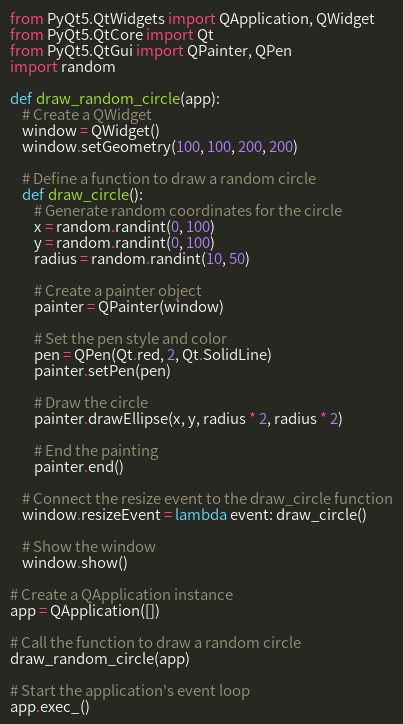 from PyQt5.QtWidgets import QApplication, QWidget
from PyQt5.QtCore import Qt
from PyQt5.QtGui import QPainter, QPen
import random

def draw_random_circle(app):
    # Create a QWidget
    window = QWidget()
    window.setGeometry(100, 100, 200, 200)

    # Define a function to draw a random circle
    def draw_circle():
        # Generate random coordinates for the circle
        x = random.randint(0, 100)
        y = random.randint(0, 100)
        radius = random.randint(10, 50)

        # Create a painter object
        painter = QPainter(window)

        # Set the pen style and color
        pen = QPen(Qt.red, 2, Qt.SolidLine)
        painter.setPen(pen)

        # Draw the circle
        painter.drawEllipse(x, y, radius * 2, radius * 2)

        # End the painting
        painter.end()

    # Connect the resize event to the draw_circle function
    window.resizeEvent = lambda event: draw_circle()

    # Show the window
    window.show()

# Create a QApplication instance
app = QApplication([])

# Call the function to draw a random circle
draw_random_circle(app)

# Start the application's event loop
app.exec_()